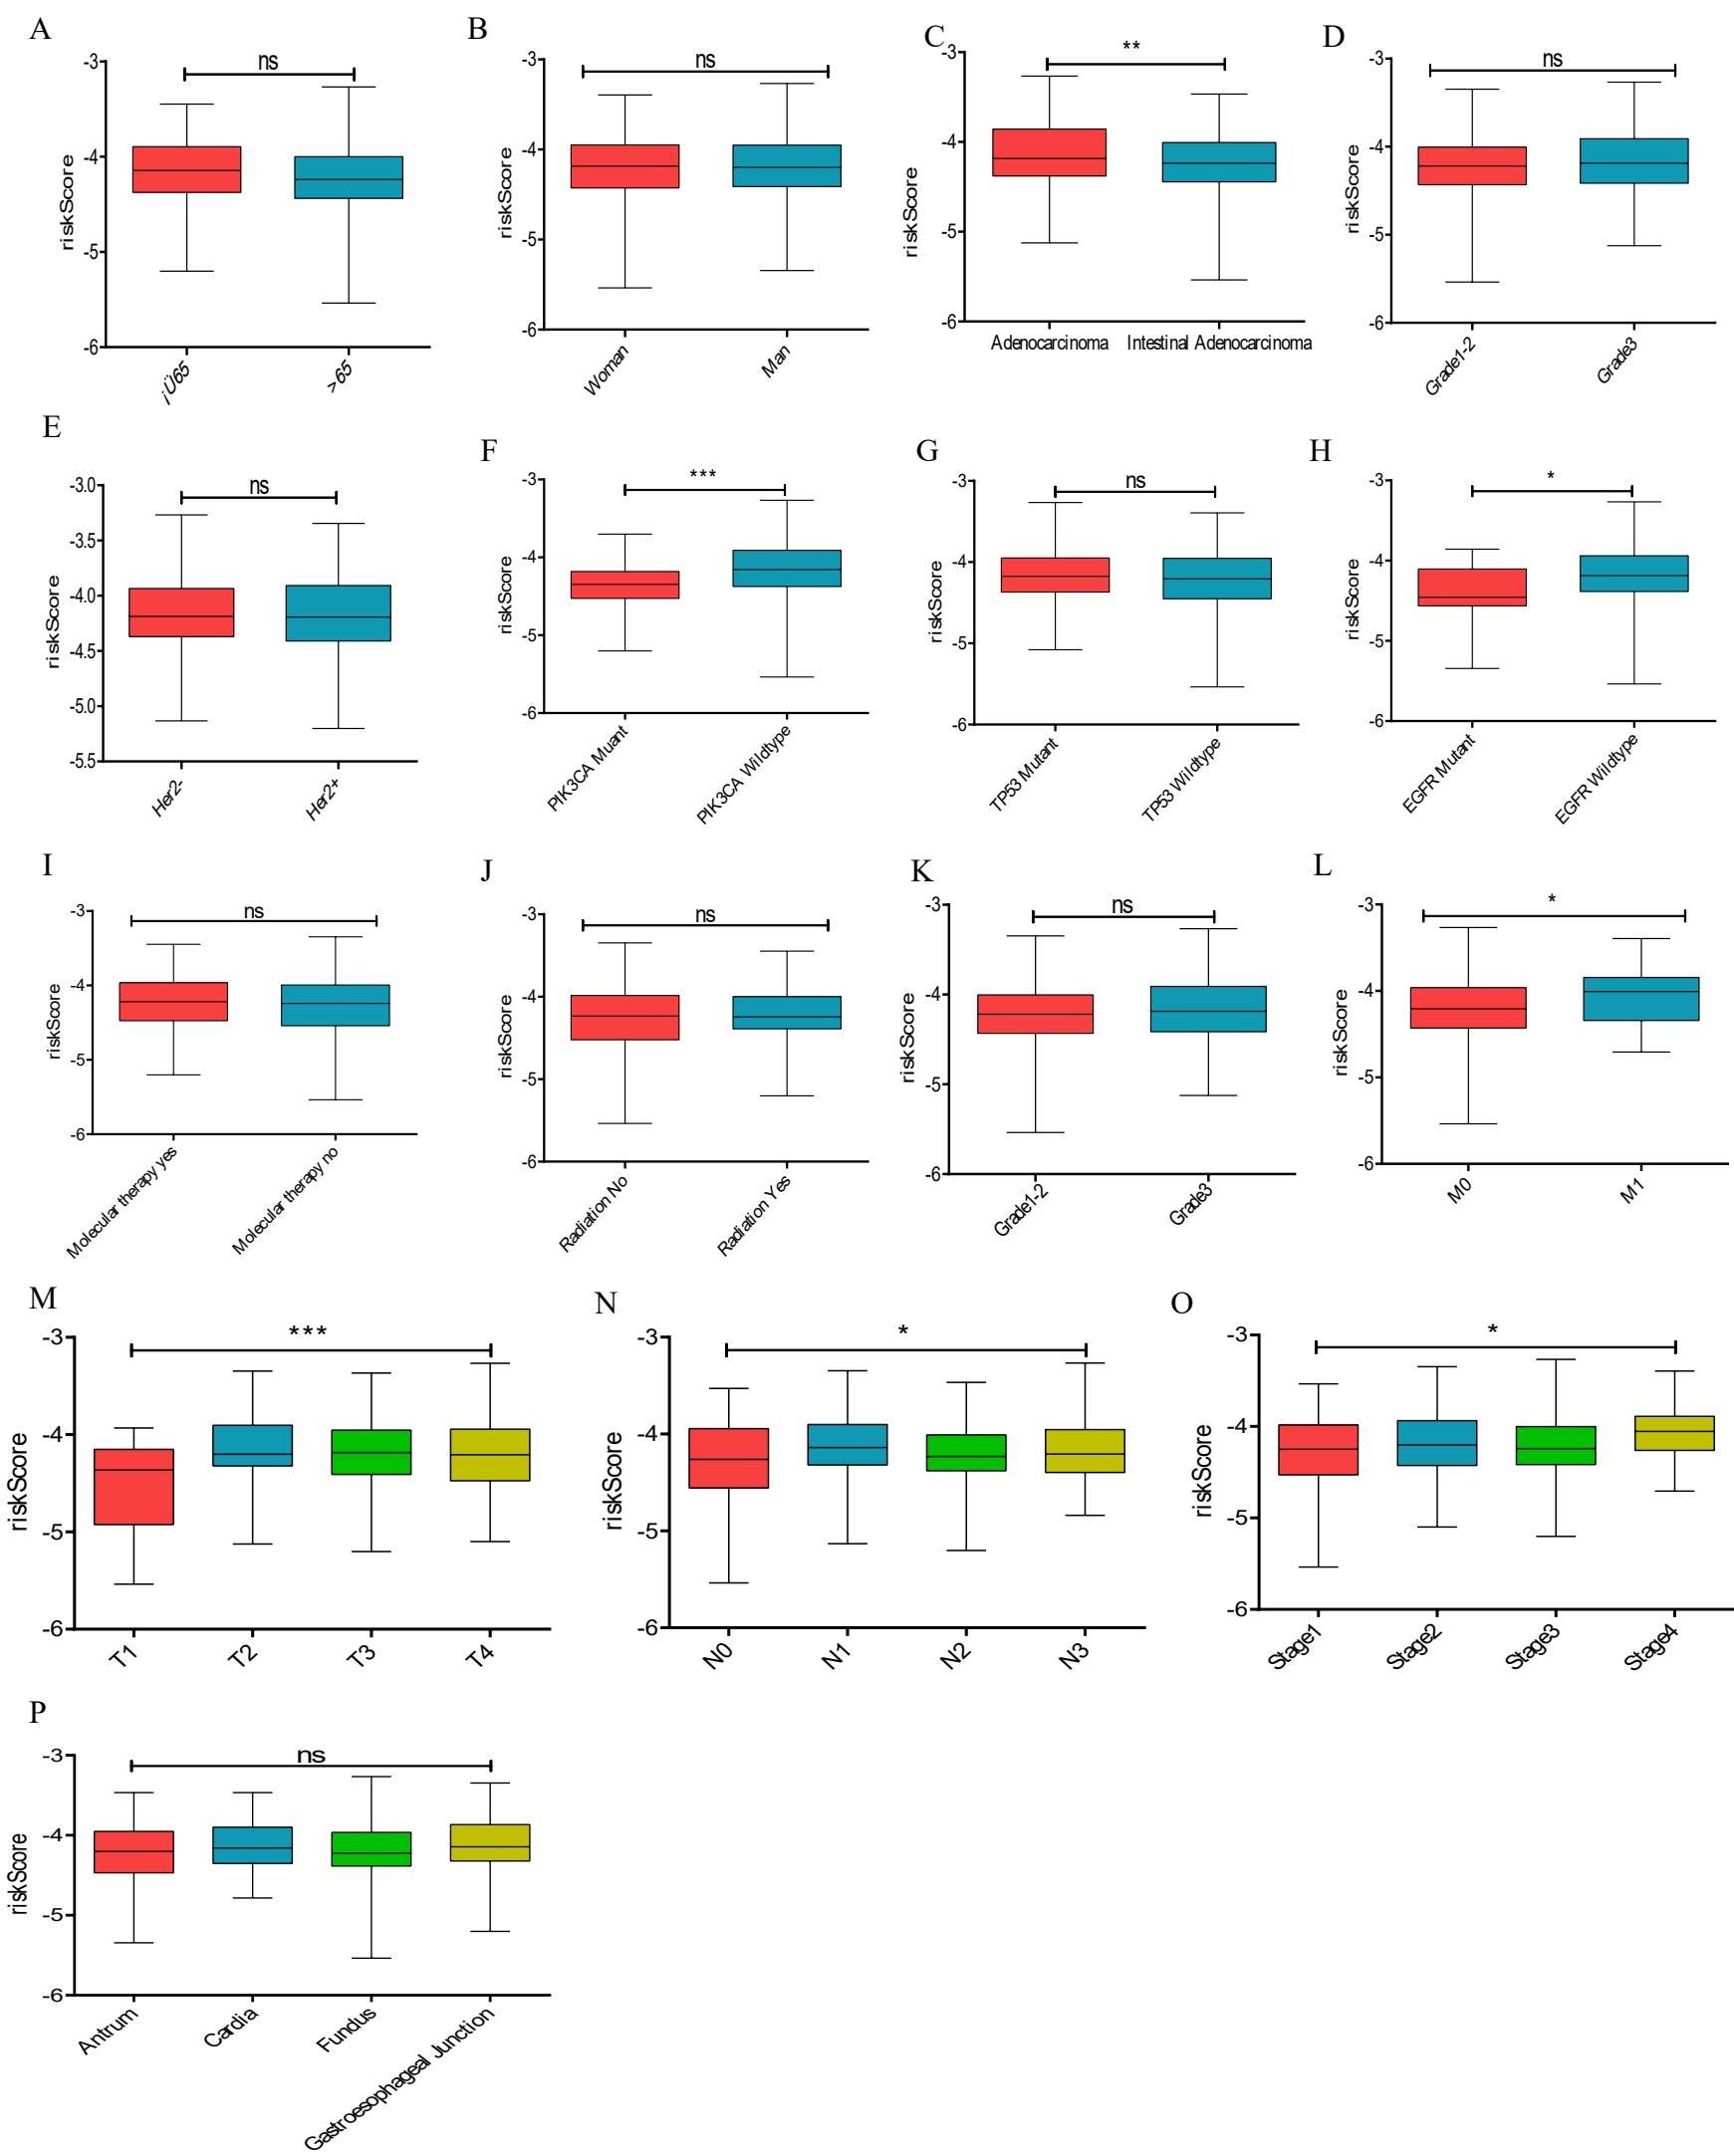 A
ns
-3
-4
-5
-6
riskScore
¡Ü65
>65
B
ns
-3
-4
-5
-6
riskScore
Woman
Man
C
**
-3
-4
-5
-6
riskScore
Adenocarcinoma
Intestinal Adenocarcinoma
D
ns
-3
-4
-5
-6
riskScore
Grade1-2
Grade3
E
ns
-3.0
-3.5
-4.0
-4.5
-5.0
-5.5
riskScore
Her2-
Her2+
F
***
-3
-4
-5
-6
riskScore
PIK3CA Muant
PIK3CA Wildtype
G
ns
-3
-4
-5
-6
riskScore
TP53 Mutant
TP53 Wildtype
H
*
-3
-4
-5
-6
riskScore
EGFR Mutant
EGFR Wildtype
I
ns
-3
-4
-5
-6
riskScore
Molecular therapy yes
Molecular therapy no
J
ns
-3
-4
-5
-6
riskScore
Radiation No
Radiation Yes
K
ns
-3
-4
-5
-6
riskScore
Grade1-2
Grade3
L
*
-3
-4
-5
-6
riskScore
M0
M1
M
***
-3
-4
-5
-6
riskScore
T1
T2
T3
T4
N
*
-3
-4
-5
-6
riskScore
N0
N1
N2
N3
O
*
-3
-4
-5
-6
riskScore
Stage1
Stage2
Stage3
Stage4
P
ns
-3
-4
-5
-6
riskScore
Antrum
Cardia
Fundus
Gastroesophageal Junction